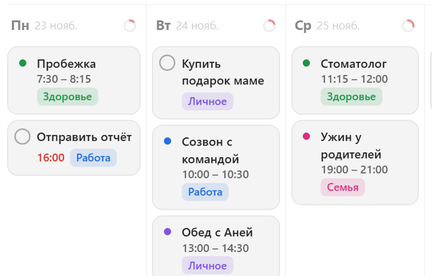 Пн 23 нояб.
Пробежка
7:30 – 8:15
Здоровье
Отправить отчёт
16:00 Работа
Вт 24 нояб.
Купить
подарок маме
Личное
Созвон с
командой
10:00 – 10:30
Работа
Обед с Аней
13:00 – 14:30
Личное
Ср 25 нояб.
Стоматолог
11:15 – 12:00
Здоровье
Ужин у
родителей
19:00 – 21:00
Семья